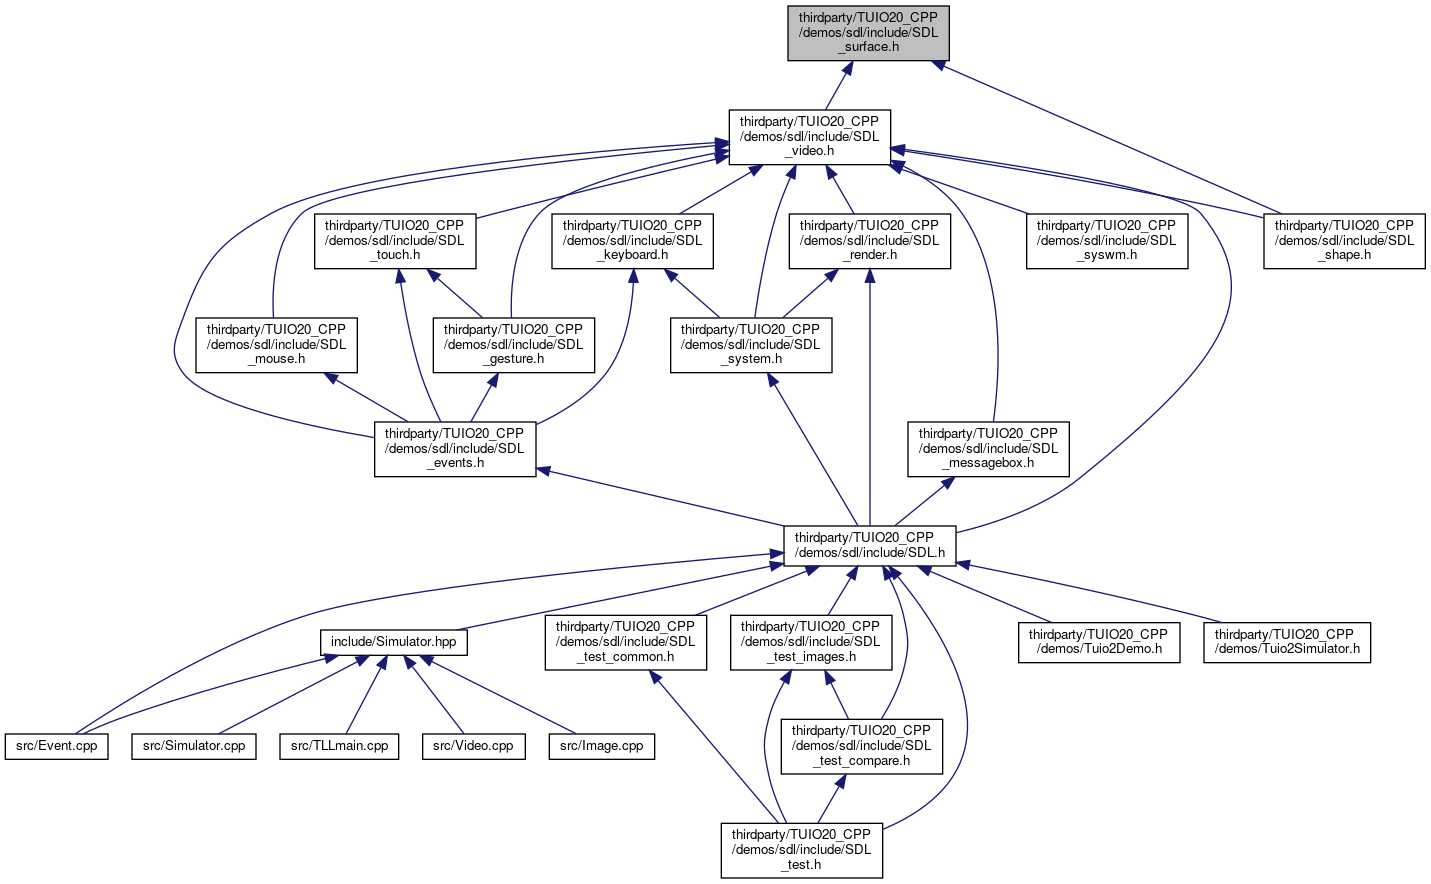 thirdparty/TUIO20_CPP
/demos/sdl/include/SDL
_surface.h
thirdparty/TUIO20_CPP
/demos/sdl/include/SDL
_video.h
thirdparty/TUIO20_CPP
/demos/sdl/include/SDL
_touch.h
thirdparty/TUIO20_CPP
/demos/sdl/include/SDL
_keyboard.h
thirdparty/TUIO20_CPP
/demos/sdl/include/SDL
_render.h
thirdparty/TUIO20_CPP
/demos/sdl/include/SDL
_syswm.h
thirdparty/TUIO20_CPP
/demos/sdl/include/SDL
_shape.h
thirdparty/TUIO20_CPP
/demos/sdl/include/SDL
_mouse.h
thirdparty/TUIO20_CPP
/demos/sdl/include/SDL
_gesture.h
thirdparty/TUIO20_CPP
/demos/sdl/include/SDL
_system.h
thirdparty/TUIO20_CPP
/demos/sdl/include/SDL
_events.h
thirdparty/TUIO20_CPP
/demos/sdl/include/SDL
_messagebox.h
thirdparty/TUIO20_CPP
/demos/sdl/include/SDL.h
include/Simulator.hpp
thirdparty/TUIO20_CPP
/demos/sdl/include/SDL
_test_common.h
thirdparty/TUIO20_CPP
/demos/sdl/include/SDL
_test_images.h
thirdparty/TUIO20_CPP
/demos/Tuio2Demo.h
thirdparty/TUIO20_CPP
/demos/Tuio2Simulator.h
src/Event.cpp
src/Simulator.cpp
src/TLLmain.cpp
src/Video.cpp
src/Image.cpp
thirdparty/TUIO20_CPP
/demos/sdl/include/SDL
_test_compare.h
thirdparty/TUIO20_CPP
/demos/sdl/include/SDL
_test.h